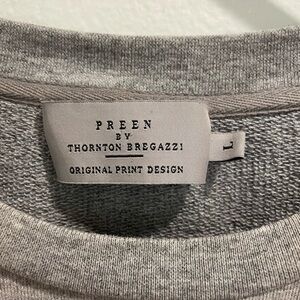 PREEN
BY
THORNTON BREGAZZI
ORIGINAL PRINT DESIGN
L